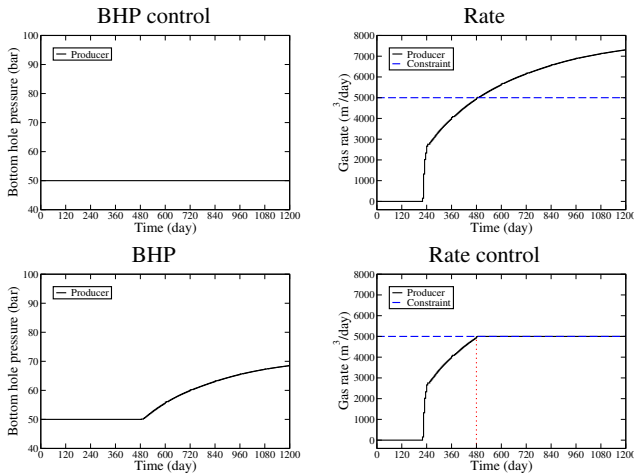 BHP control
Rate
100
90
80
70
60
50
40
Bottom hole pressure (bar)
Producer
0 120 240 360 480 600 720 840 960 1080 1200
Time (day)
8000
7000
6000
5000
4000
3000
2000
1000
0
Gas rate (m³/day)
Producer
Constraint
0 120 240 360 480 600 720 840 960 1080 1200
Time (day)
BHP
Rate control
100
90
80
70
60
50
40
Bottom hole pressure (bar)
Producer
0 120 240 360 480 600 720 840 960 1080 1200
Time (day)
8000
7000
6000
5000
4000
3000
2000
1000
0
Gas rate (m³/day)
Producer
Constraint
0 120 240 360 480 600 720 840 960 1080 1200
Time (day)